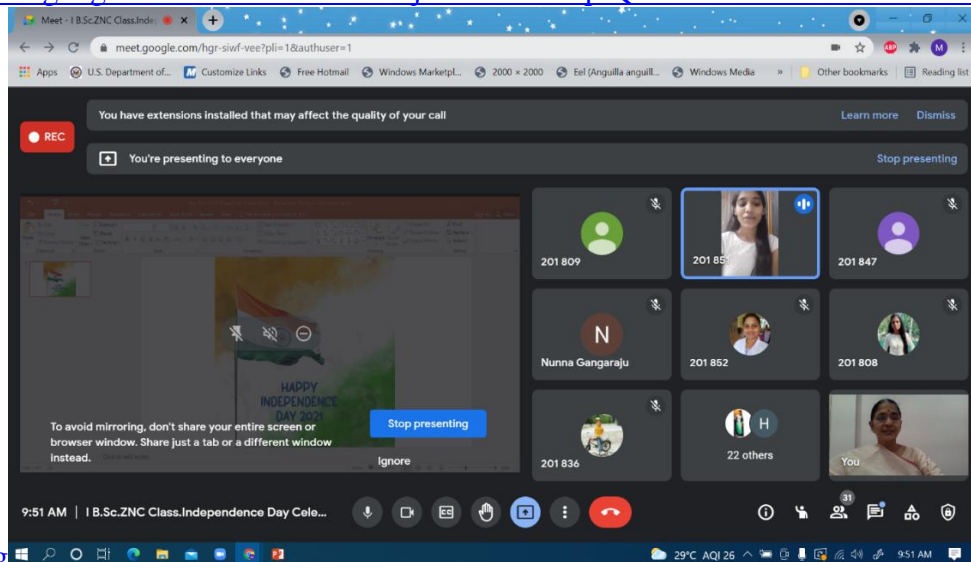 Meet - I B.Sc.ZNC Class.Inde
meet.google.com/hgr-siwf-vee?pli=1&authuser=1
Apps U.S. Department of... Customize Links Free Hotmail Windows Marketpl... 2000 × 2000 Eel (Anguilla anguill... Windows Media » Other bookmarks Reading list
You have extensions installed that may affect the quality of your call Learn more Dismiss
REC
You're presenting to everyone Stop presenting
201 809
201 851
201 847
N
Nunna Gangaraju
201 852
201 808
HAPPY
INDEPENDENCE
DAY 2021
To avoid mirroring, don't share your entire screen or
browser window. Share just a tab or a different window
instead.
Stop presenting
Ignore
201 836
H
22 others
You
9:51 AM | I B.Sc.ZNC Class.Independence Day Cele...
31
29°C AQI 26 9:51 AM